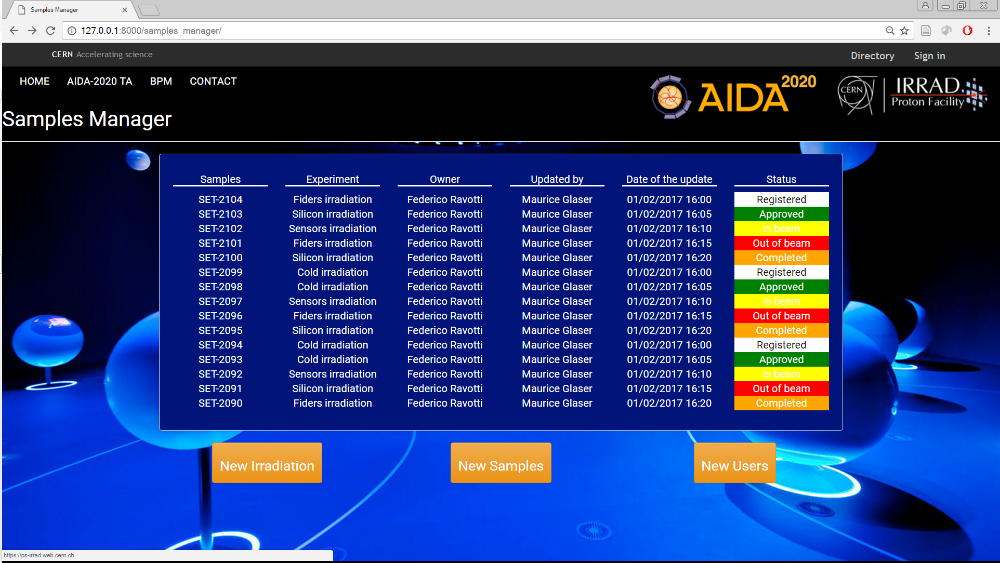 Samples Manager
127.0.0.1:8000/samples_manager/
CERN Accelerating science
Directory Sign in
HOME AIDA-2020 TA BPM CONTACT
AIDA2020
CERN IRRAD
Proton Facility
Samples Manager
Samples Experiment Owner Updated by Date of the update Status
SET-2104 Fiders irradiation Federico Ravotti Maurice Glaser 01/02/2017 16:00 Registered
SET-2103 Silicon irradiation Federico Ravotti Maurice Glaser 01/02/2017 16:05 Approved
SET-2102 Sensors irradiation Federico Ravotti Maurice Glaser 01/02/2017 16:10 In beam
SET-2101 Fiders irradiation Federico Ravotti Maurice Glaser 01/02/2017 16:15 Out of beam
SET-2100 Silicon irradiation Federico Ravotti Maurice Glaser 01/02/2017 16:20 Completed
SET-2099 Cold irradiation Federico Ravotti Maurice Glaser 01/02/2017 16:00 Registered
SET-2098 Cold irradiation Federico Ravotti Maurice Glaser 01/02/2017 16:05 Approved
SET-2097 Sensors irradiation Federico Ravotti Maurice Glaser 01/02/2017 16:10 In beam
SET-2096 Fiders irradiation Federico Ravotti Maurice Glaser 01/02/2017 16:15 Out of beam
SET-2095 Silicon irradiation Federico Ravotti Maurice Glaser 01/02/2017 16:20 Completed
SET-2094 Cold irradiation Federico Ravotti Maurice Glaser 01/02/2017 16:00 Registered
SET-2093 Cold irradiation Federico Ravotti Maurice Glaser 01/02/2017 16:05 Approved
SET-2092 Sensors irradiation Federico Ravotti Maurice Glaser 01/02/2017 16:10 In beam
SET-2091 Silicon irradiation Federico Ravotti Maurice Glaser 01/02/2017 16:15 Out of beam
SET-2090 Fiders irradiation Federico Ravotti Maurice Glaser 01/02/2017 16:20 Completed
New Irradiation New Samples New Users
https://ps-irrad.web.cern.ch